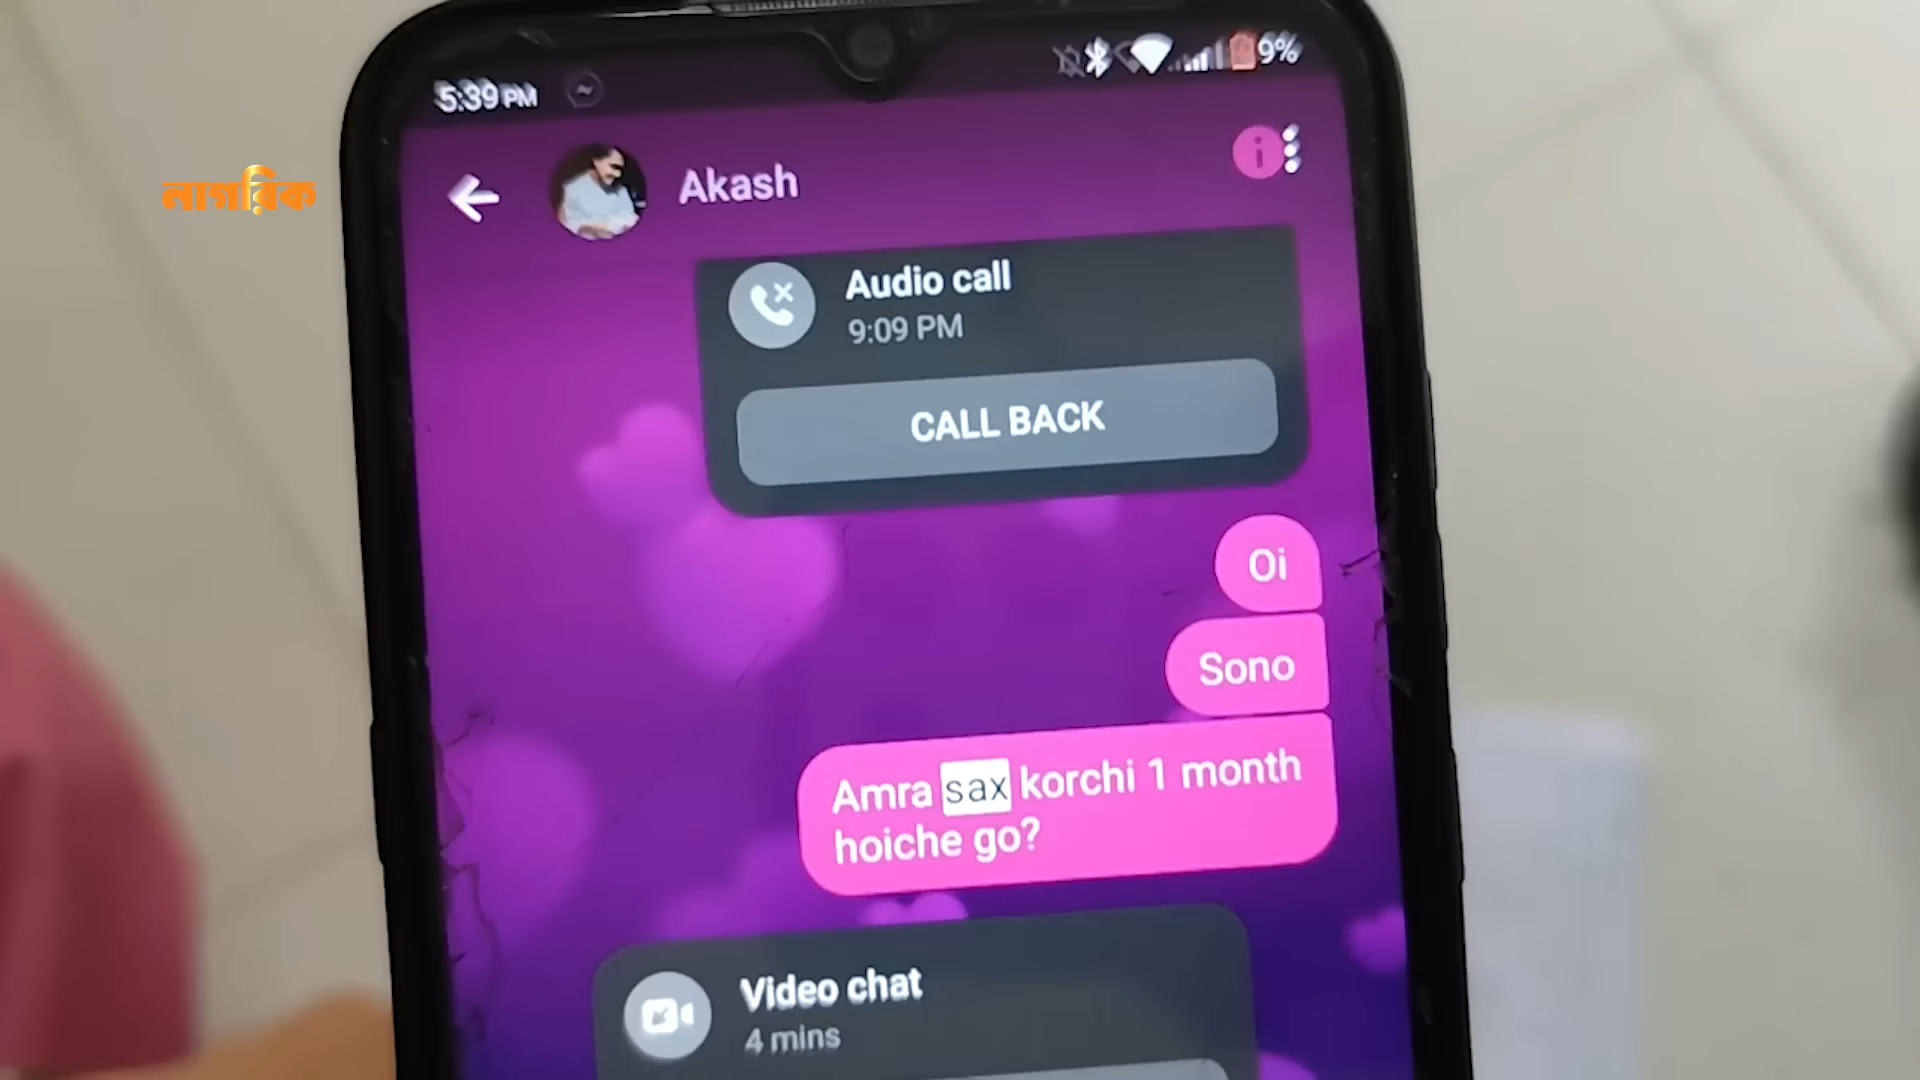 5:39 PM
9%
নাগরিক
Akash
Audio call
9:09 PM
CALL BACK
Oi
Sono
Amra sax korchi 1 month
hoiche go?
Video chat
4 mins